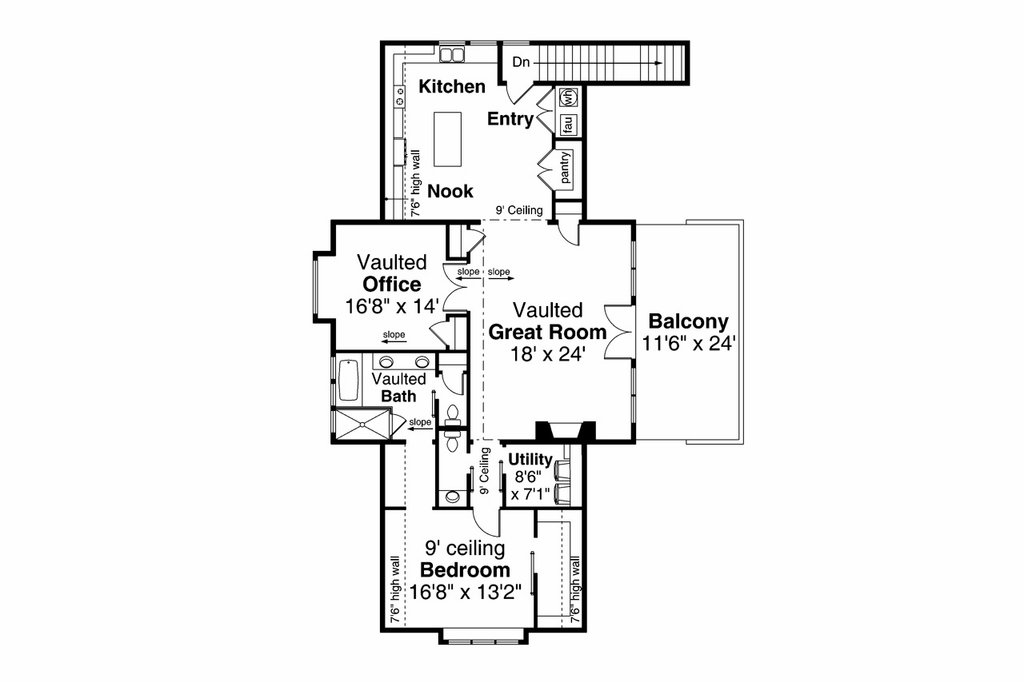 Dn
Kitchen
Entry
wh
fau
pantry
7'6" high wall
Nook
9' Ceiling
Vaulted
Office
16'8" x 14'
slope
slope
slope
Vaulted
Great Room
18' x 24'
Balcony
11'6" x 24'
Vaulted
Bath
slope
9' Ceiling
Utility
8'6"
x 7'1"
9' ceiling
Bedroom
16'8" x 13'2"
7'6" high wall
7'6" high wall